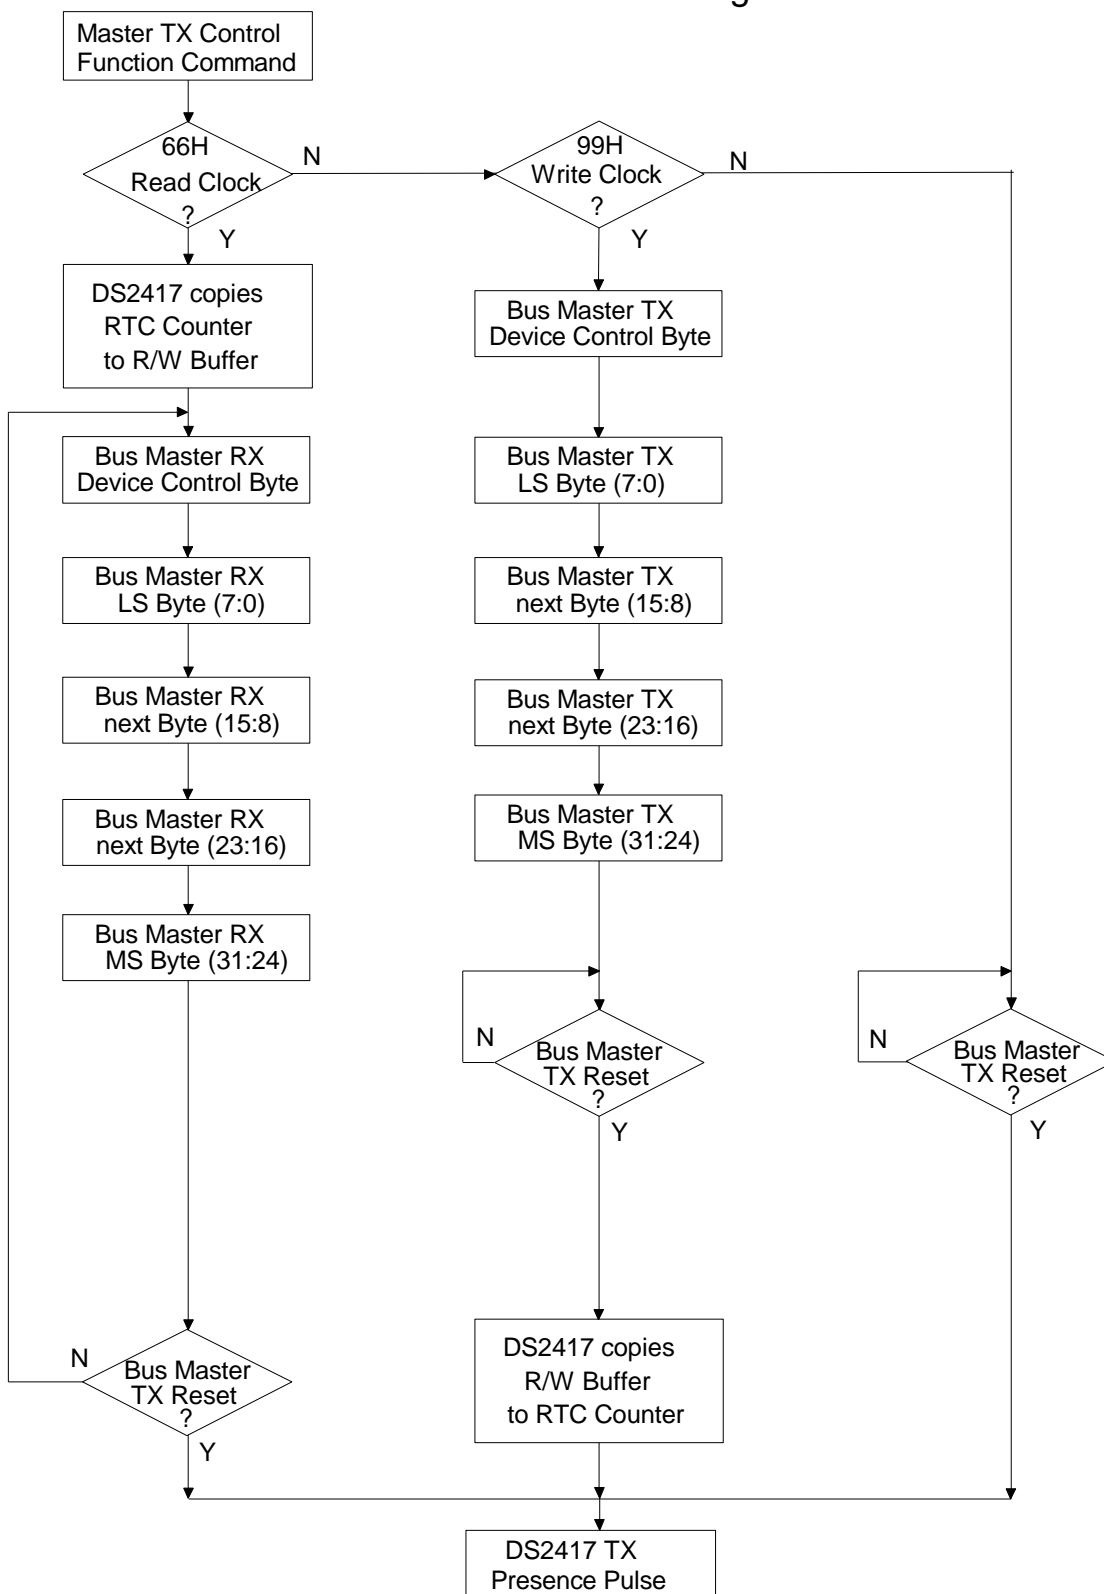 Master TX Control
Function Command
66H
Read Clock
?
N
Y
99H
Write Clock
?
N
Y
DS2417 copies
RTC Counter
to R/W Buffer
Bus Master RX
Device Control Byte
Bus Master RX
LS Byte (7:0)
Bus Master RX
next Byte (15:8)
Bus Master RX
next Byte (23:16)
Bus Master RX
MS Byte (31:24)
N
Bus Master
TX Reset
?
Y
Bus Master TX
Device Control Byte
Bus Master TX
LS Byte (7:0)
Bus Master TX
next Byte (15:8)
Bus Master TX
next Byte (23:16)
Bus Master TX
MS Byte (31:24)
N
Bus Master
TX Reset
?
Y
DS2417 copies
R/W Buffer
to RTC Counter
N
Bus Master
TX Reset
?
Y
DS2417 TX
Presence Pulse